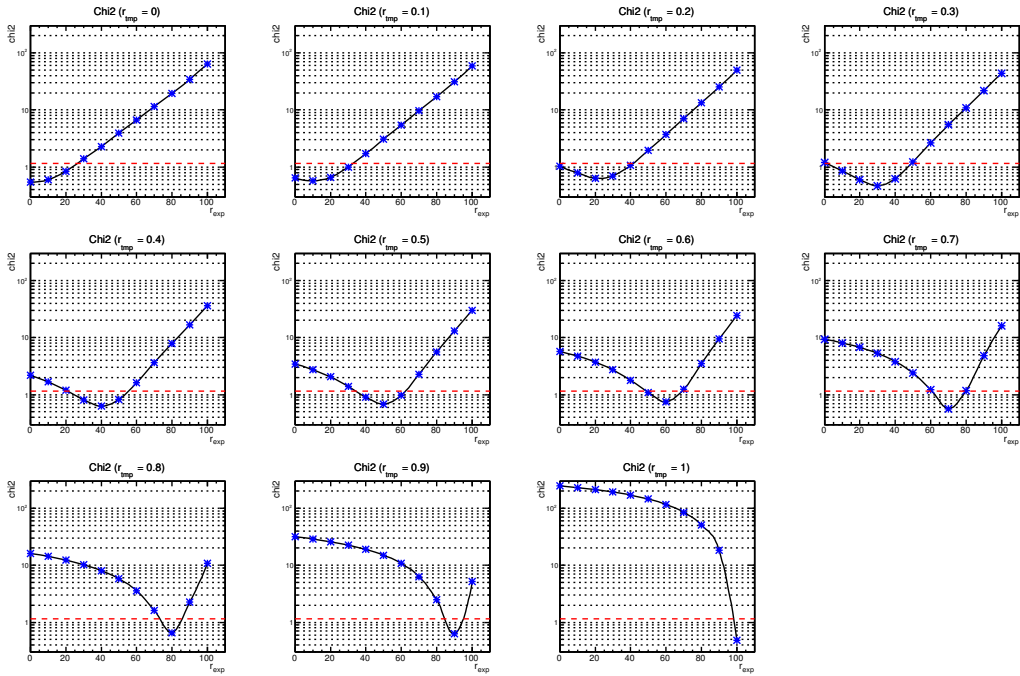 Chi2 (r_tmp = 0)
chi2
10²
10
1
0 20 40 60 80 100
r_exp
Chi2 (r_tmp = 0.1)
chi2
10²
10
1
0 20 40 60 80 100
r_exp
Chi2 (r_tmp = 0.2)
chi2
10²
10
1
0 20 40 60 80 100
r_exp
Chi2 (r_tmp = 0.3)
chi2
10²
10
1
0 20 40 60 80 100
r_exp
Chi2 (r_tmp = 0.4)
chi2
10²
10
1
0 20 40 60 80 100
r_exp
Chi2 (r_tmp = 0.5)
chi2
10²
10
1
0 20 40 60 80 100
r_exp
Chi2 (r_tmp = 0.6)
chi2
10²
10
1
0 20 40 60 80 100
r_exp
Chi2 (r_tmp = 0.7)
chi2
10²
10
1
0 20 40 60 80 100
r_exp
Chi2 (r_tmp = 0.8)
chi2
10²
10
1
0 20 40 60 80 100
r_exp
Chi2 (r_tmp = 0.9)
chi2
10²
10
1
0 20 40 60 80 100
r_exp
Chi2 (r_tmp = 1)
chi2
10²
10
1
0 20 40 60 80 100
r_exp